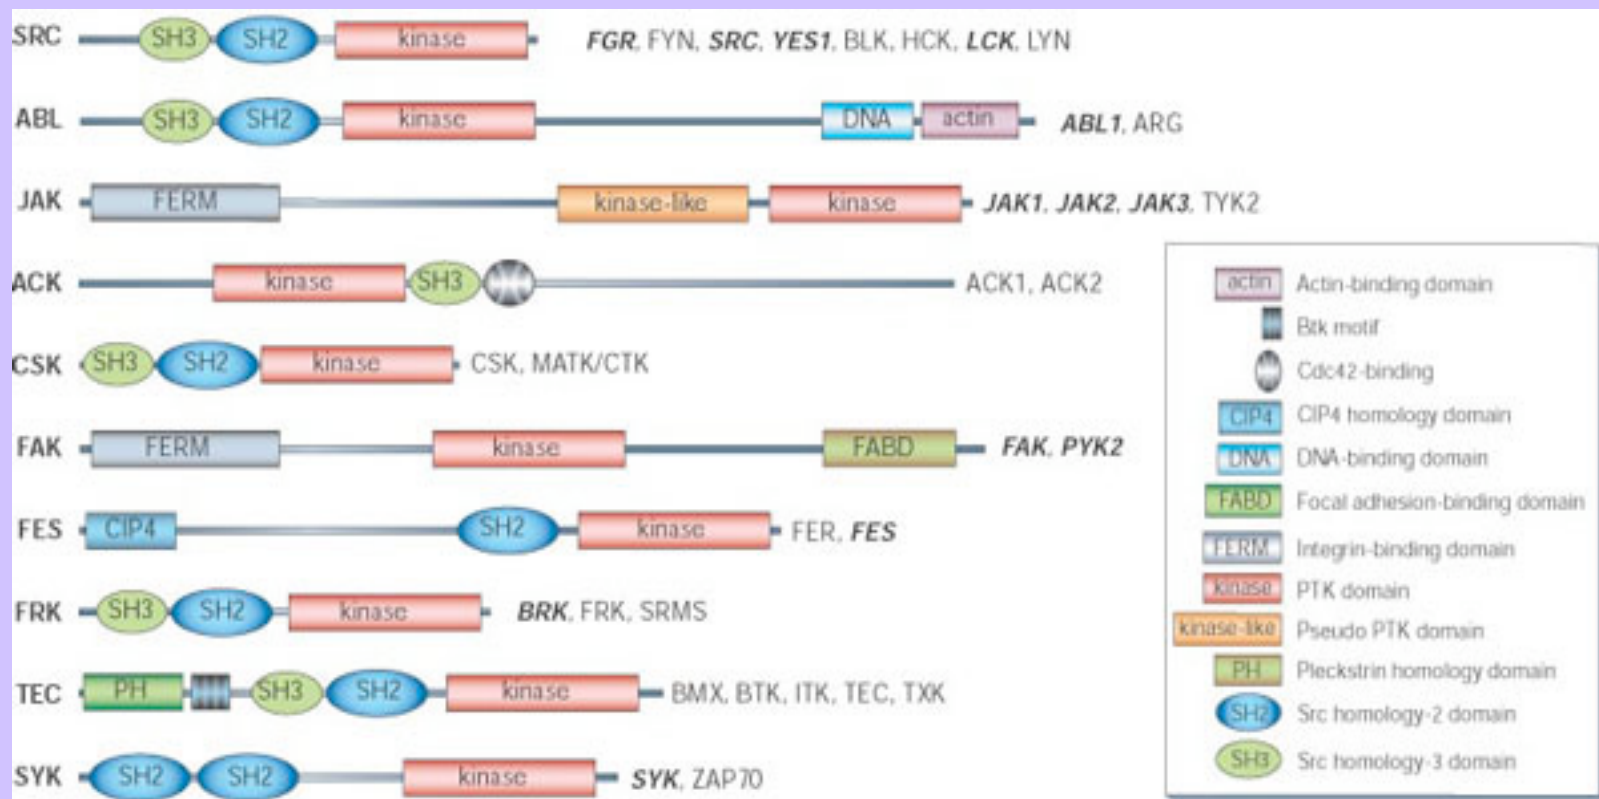 SRC SH3 SH2 kinase FGR, FYN, SRC, YES1, BLK, HCK, LCK, LYN
ABL SH3 SH2 kinase DNA actin ABL1, ARG
JAK FERM kinase-like kinase JAK1, JAK2, JAK3, TYK2
ACK kinase SH3 ACK1, ACK2
CSK SH3 SH2 kinase CSK, MATK/CTK
FAK FERM kinase FABD FAK, PYK2
FES CIP4 SH2 kinase FER, FES
FRK SH3 SH2 kinase BRK, FRK, SRMS
TEC PH SH3 SH2 kinase BMX, BTK, ITK, TEC, TXK
SYK SH2 SH2 kinase SYK, ZAP70
actin Actin-binding domain
Btk motif
Cdc42-binding
CIP4 CIP4 homology domain
DNA DNA-binding domain
FABD Focal adhesion-binding domain
FERM Integrin-binding domain
kinase PTK domain
kinase-like Pseudo PTK domain
PH Pleckstrin homology domain
SH2 Src homology-2 domain
SH3 Src homology-3 domain